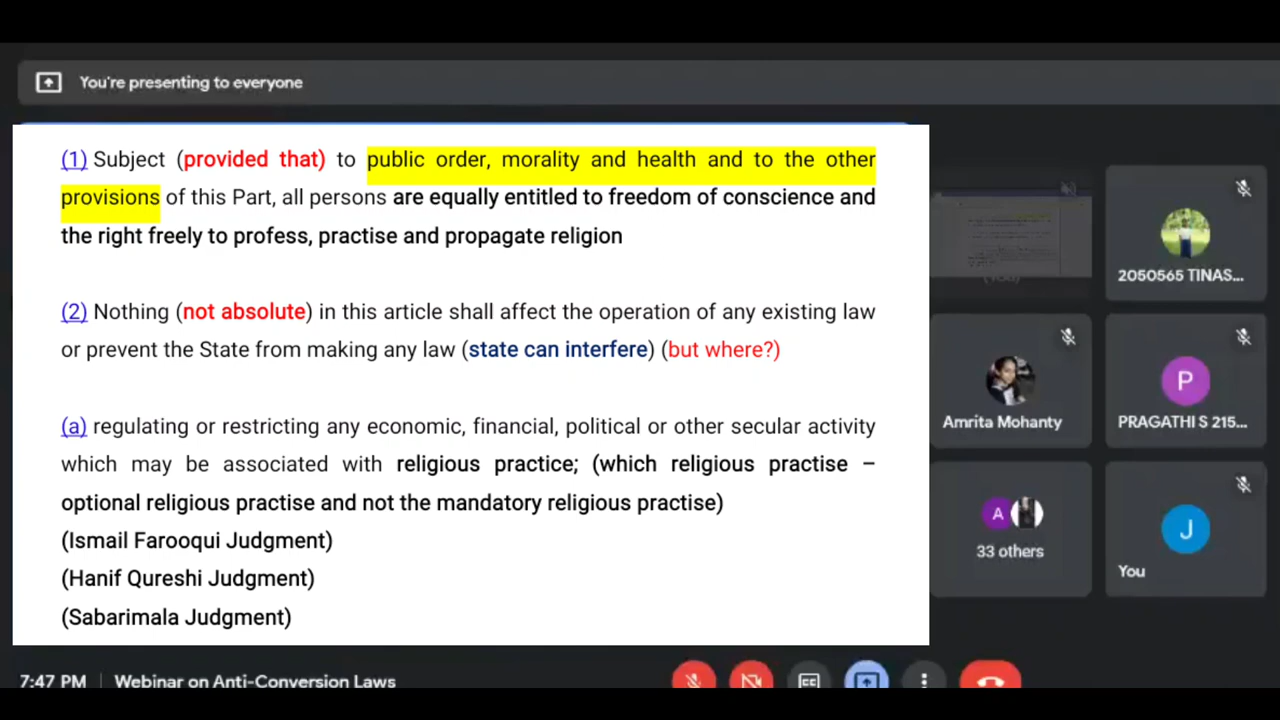 You're presenting to everyone
(1) Subject (provided that) to public order, morality and health and to the other
provisions of this Part, all persons are equally entitled to freedom of conscience and
the right freely to profess, practise and propagate religion
(2) Nothing (not absolute) in this article shall affect the operation of any existing law
or prevent the State from making any law (state can interfere) (but where?)
(a) regulating or restricting any economic, financial, political or other secular activity
which may be associated with religious practice; (which religious practise –
optional religious practise and not the mandatory religious practise)
(Ismail Farooqui Judgment)
(Hanif Qureshi Judgment)
(Sabarimala Judgment)
(You)
2050565 TINAS...
Amrita Mohanty
P
PRAGATHI S 215...
A
33 others
J
You
7:47 PM | Webinar on Anti-Conversion Laws